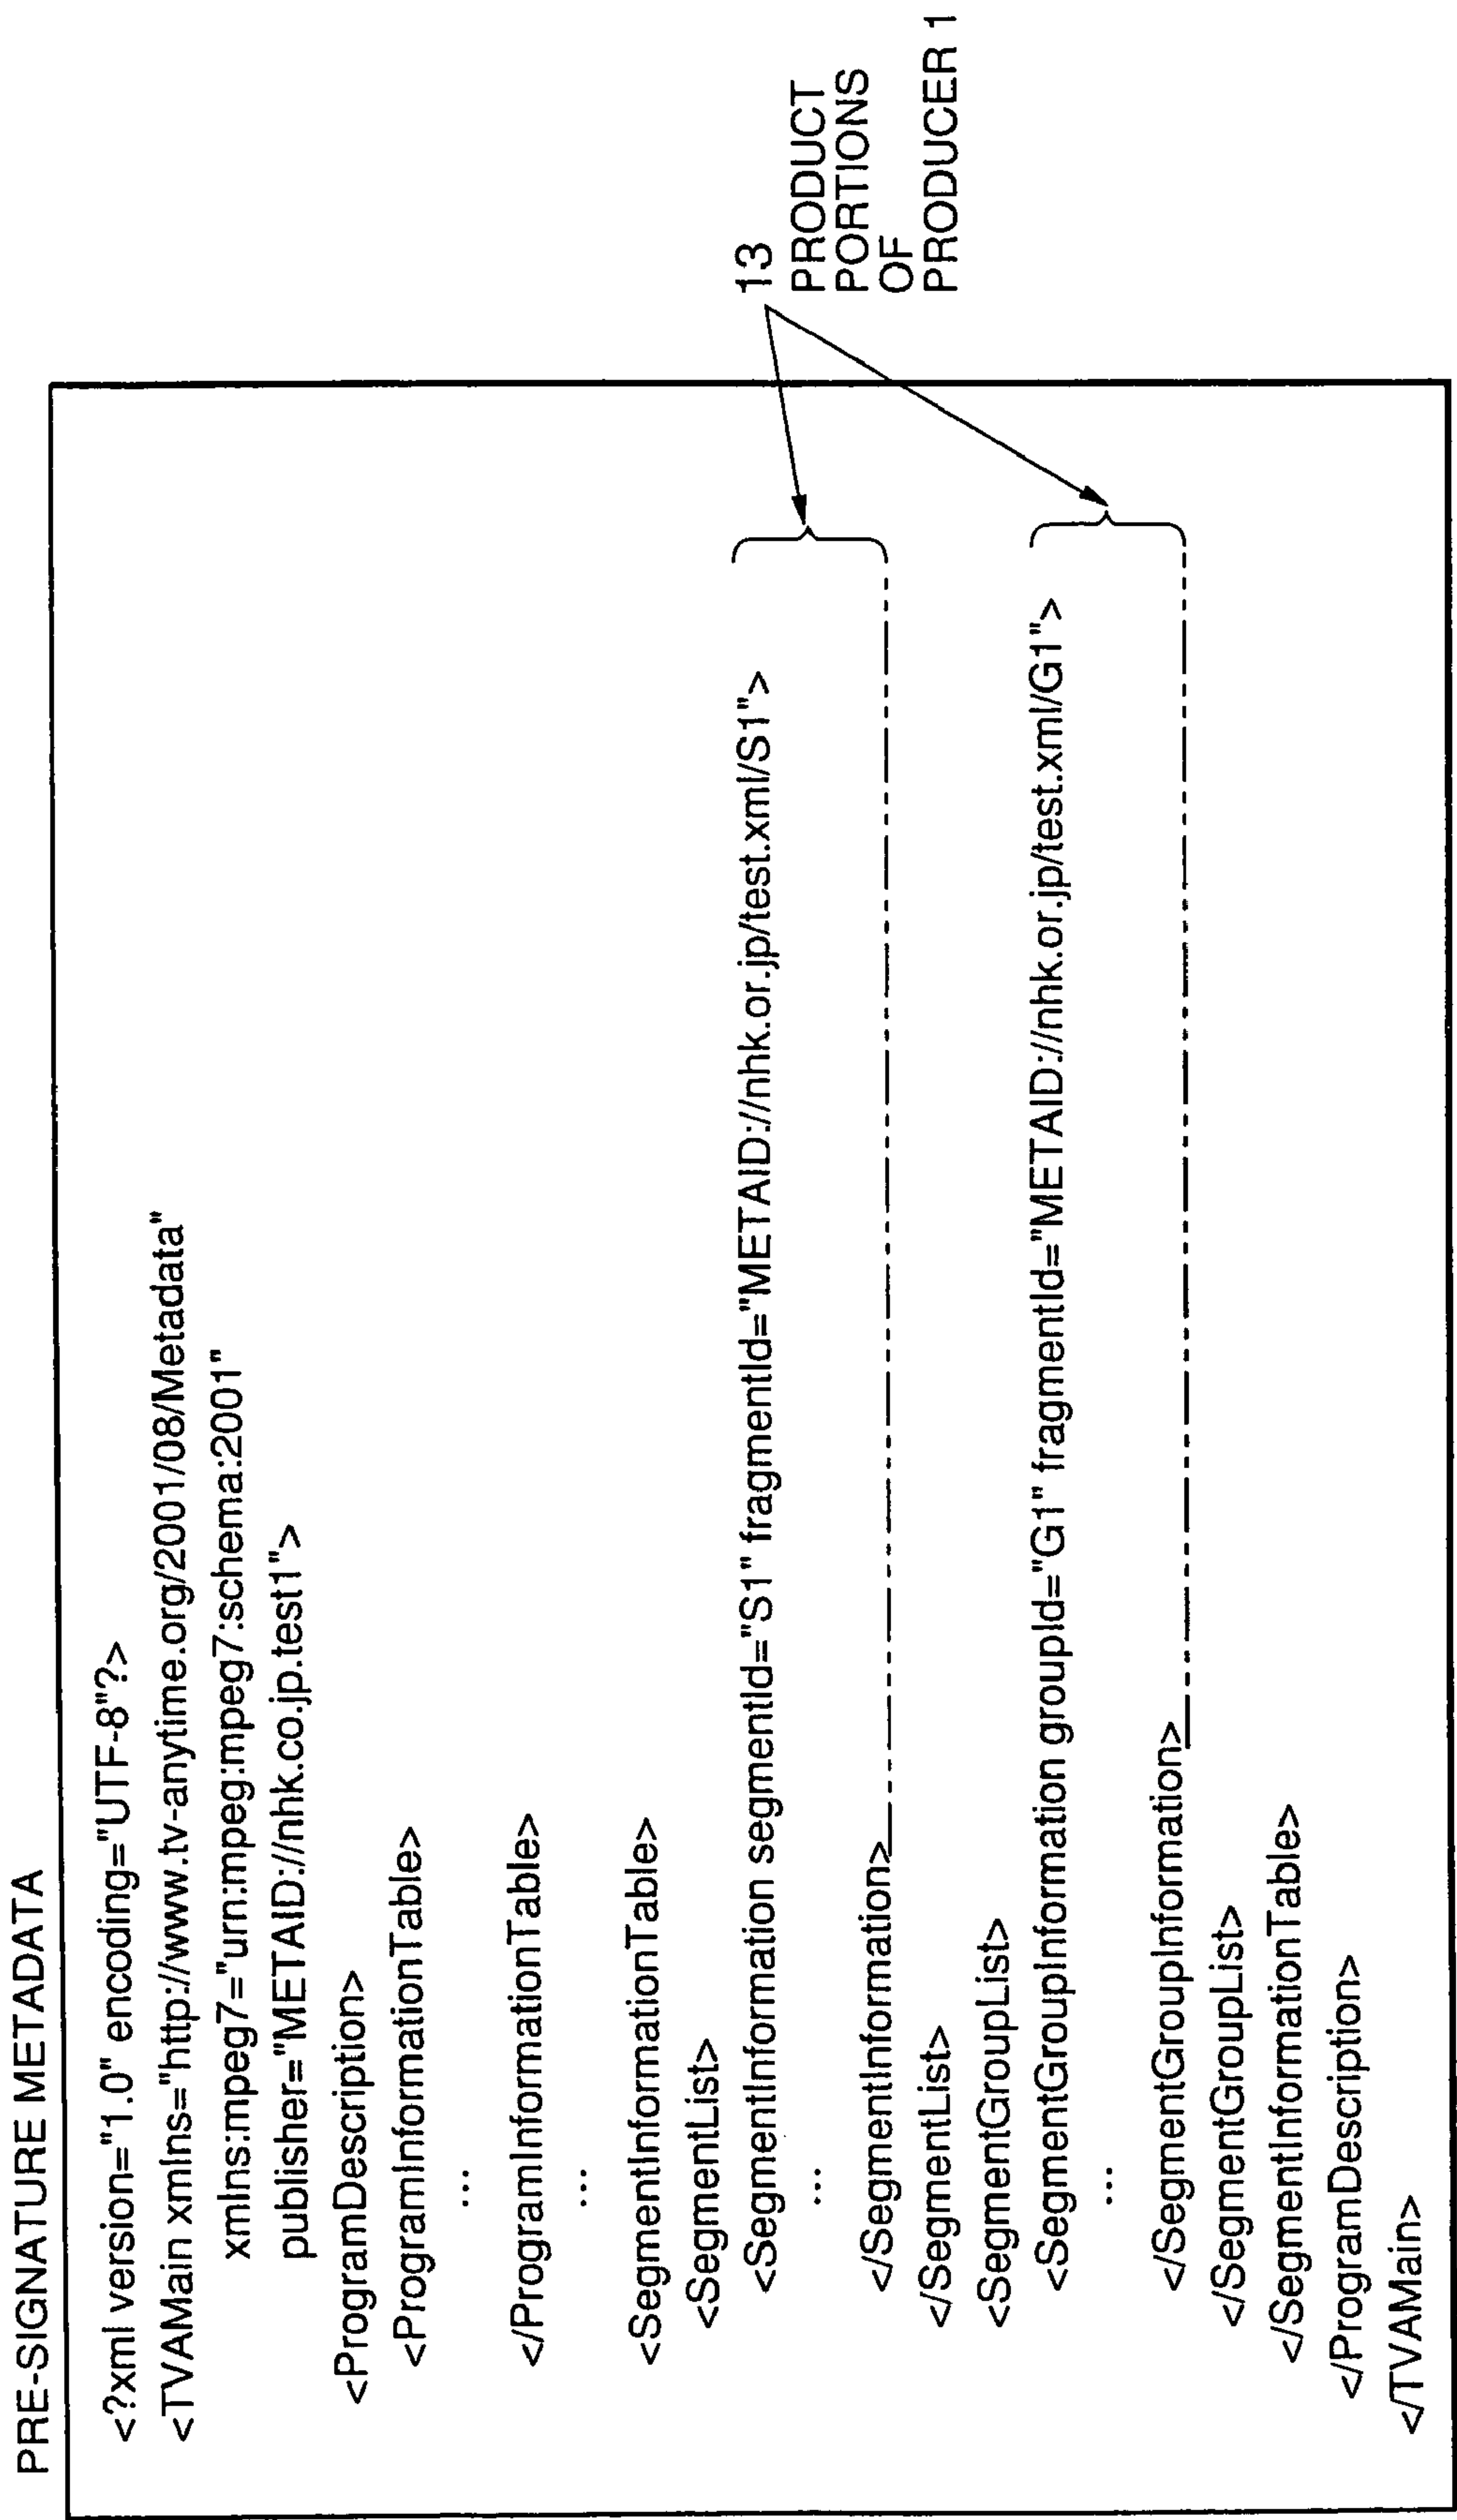 PRE-SIGNATURE METADATA
<?xml version="1.0" encoding="UTF-8"?>
<TVAMain xmlns="http://www.tv-anytime.org/2001/08/Metadata"
xmlns:mpeg7="urn:mpeg:mpeg7:schema:2001"
publisher="METAID://nhk.co.jp.test1">
<ProgramDescription>
<ProgramInformationTable>
...
</ProgramInformationTable>
...
<SegmentInformationTable>
<SegmentList>
<SegmentInformation segmentId="S1" fragmentId="METAID://nhk.or.jp/test.xml/S1">
...
</SegmentInformation>
</SegmentList>
<SegmentGroupList>
<SegmentGroupInformation groupId="G1" fragmentId="METAID://nhk.or.jp/test.xml/G1">
...
</SegmentGroupInformation>
</SegmentGroupList>
</SegmentInformationTable>
</ProgramDescription>
</TVAMain>
13
PRODUCT
PORTIONS
OF
PRODUCER 1